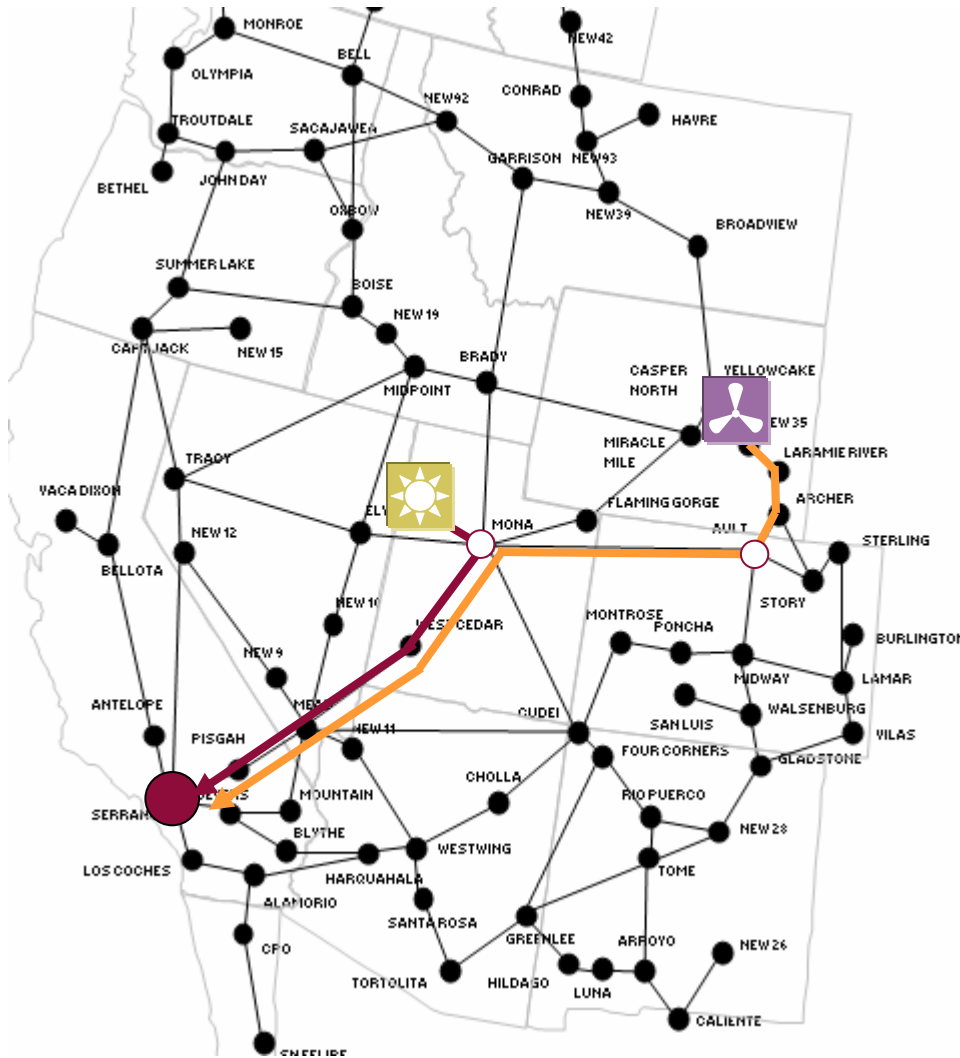 MONROE
BELL
NEW42
OLYMPIA
CONRAD
NEW92
TROUTDALE
SACAJAWEA
HAVRE
GARRISON
NEW93
BETHEL
JOHN DAY
OXBOW
NEW39
BROADVIEW
SUMMER LAKE
BOISE
NEW 19
CAPT JACK
NEW 15
BRADY
CASPER
NORTH
YELLOWCAKE
MIDPOINT
MIRACLE
MILE
LARAMIE RIVER
TRACY
VACA DIXON
FLAMING GORGE
ARCHER
MONA
AULT
NEW 12
STERLING
BELLOTA
STORY
NEW 10
MONTROSE
PONCHA
BURLINGTON
NEW 9
MIDWAY
LAMAR
ANTELOPE
SAN LUIS
WALSENBURG
PISGAH
NEW 11
VILAS
FOUR CORNERS
GLADSTONE
CHOLLA
MOUNTAIN
RIO PUERCO
BLYTHE
NEW 28
WESTWING
LOS COCHES
HARQUAHALA
TOME
ALAMORIO
SANTA ROSA
CPO
GREENLEE
ARROYO
NEW 26
TORTOLITA
HILDAGO
LUNA
CALIENTE